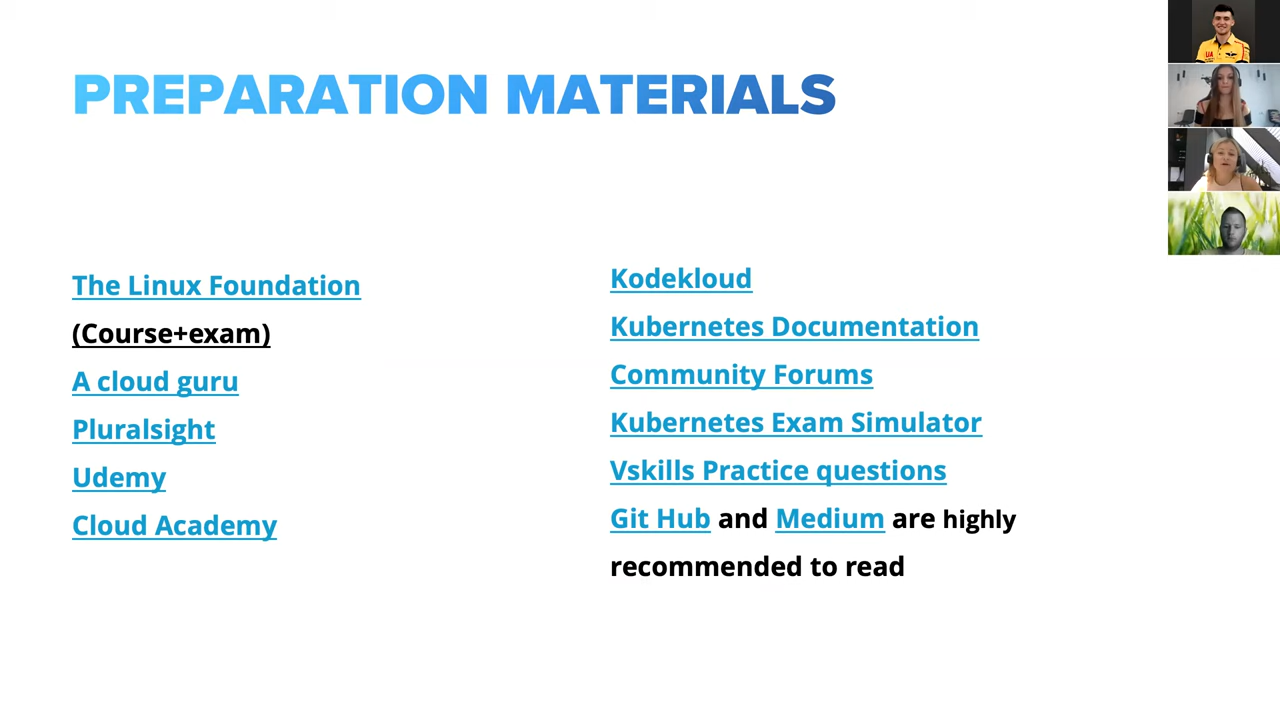 PREPARATION MATERIALS
The Linux Foundation
(Course+exam)
A cloud guru
Pluralsight
Udemy
Cloud Academy
Kodekloud
Kubernetes Documentation
Community Forums
Kubernetes Exam Simulator
Vskills Practice questions
Git Hub and Medium are highly
recommended to read
UA